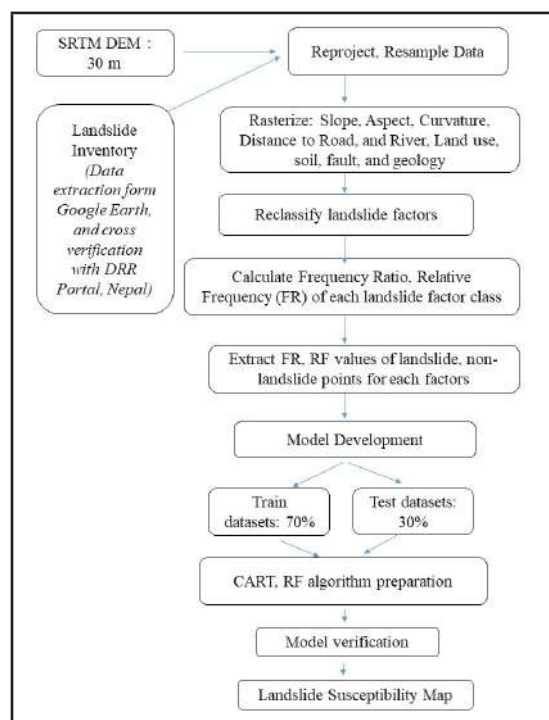 SRTM DEM :
30 m
Reproject, Resample Data
Landslide
Inventory
(Data
extraction form
Google Earth,
and cross
verification
with DRR
Portal, Nepal)
Rasterize: Slope, Aspect, Curvature,
Distance to Road, and River, Land use,
soil, fault, and geology
Reclassify landslide factors
Calculate Frequency Ratio, Relative
Frequency (FR) of each landslide factor class
Extract FR, RF values of landslide, non-
landslide points for each factors
Model Development
Train
datasets: 70%
Test datasets:
30%
CART, RF algorithm preparation
Model verification
Landslide Susceptibility Map